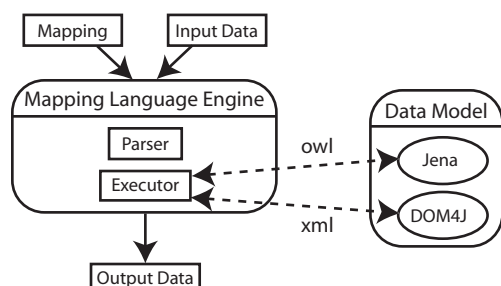 Mapping
Input Data
Mapping Language Engine
Data Model
Parser
owl
Jena
Executor
xml
DOM4J
Output Data